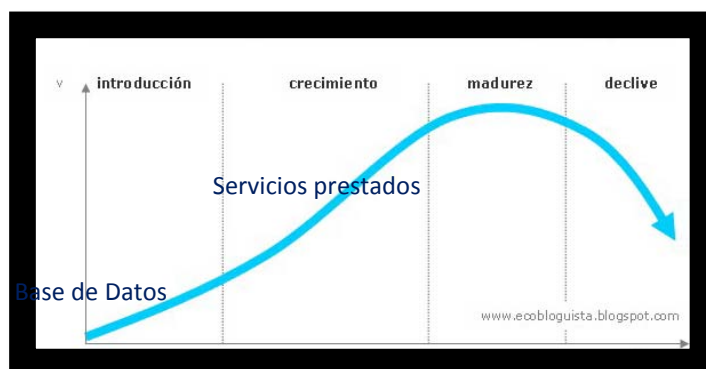 v
introducción
crecimiento
madurez
declive
Servicios prestados
Base de Datos
www.ecobloguista.blogspot.com